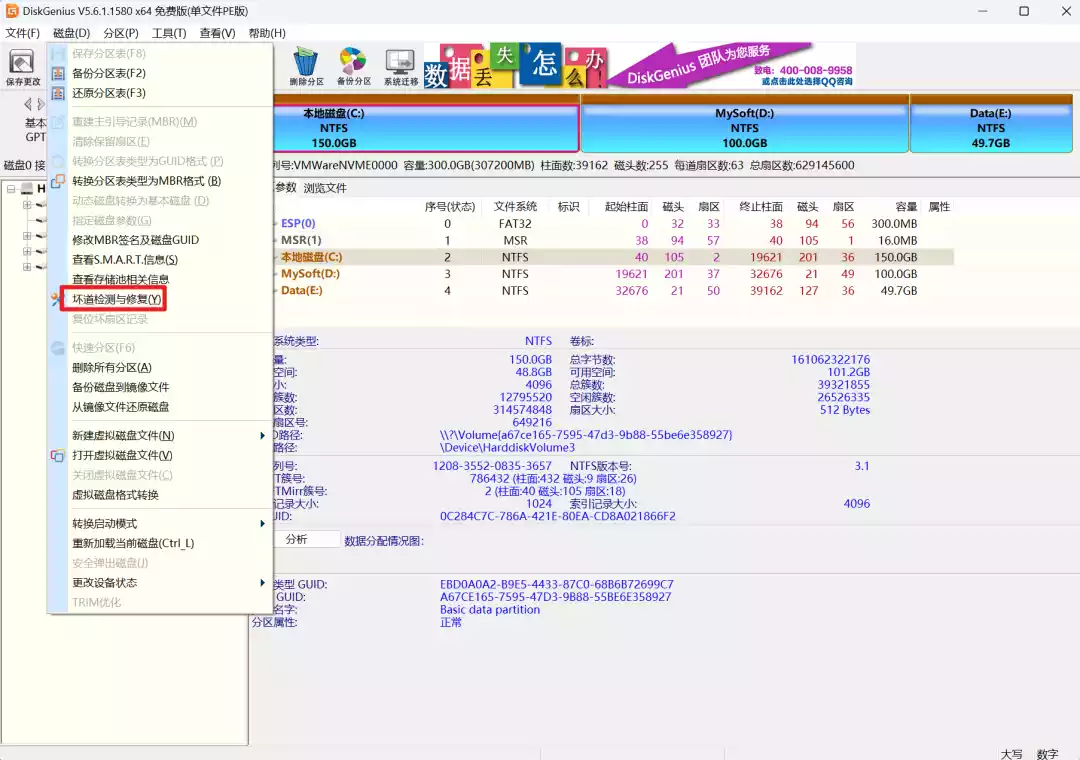 DiskGenius V5.6.1.1580 x64 免费版(单文件PE版)
文件(F) 磁盘(D) 分区(P) 工具(T) 查看(V) 帮助(H)
保存更改
保存分区表(F8)
备份分区表(F2)
还原分区表(F3)
重建主引导记录(MBR)(M)
清除保留扇区(E)
转换分区表类型为GUID格式 (P)
转换分区表类型为MBR格式 (B)
动态磁盘转换为基本磁盘 (D)
指定磁盘参数(G)
修改MBR签名及磁盘GUID
查看S.M.A.R.T.信息(S)
查看存储池相关信息
坏道检测与修复(Y)
复位坏扇区记录
快速分区(F6)
删除所有分区(A)
备份磁盘到镜像文件
从镜像文件还原磁盘
新建虚拟磁盘文件(N)
打开虚拟磁盘文件(V)
关闭虚拟磁盘文件(C)
虚拟磁盘格式转换
转换启动模式
重新加载当前磁盘(Ctrl_L)
安全弹出磁盘(J)
更改设备状态
TRIM优化
删除分区 备份分区 系统迁移
数据丢失怎么办!
DiskGenius 团队为您服务
致电: 400-008-9958
或点击此处选择QQ咨询
基本
GPT
本地磁盘(C:)
NTFS
150.0GB
MySoft(D:)
NTFS
100.0GB
Data(E:)
NTFS
49.7GB
磁盘0 接
列号:VMWareNVME0000 容量:300.0GB(307200MB) 柱面数:39162 磁头数:255 每道扇区数:63 总扇区数:629145600
H
参数 浏览文件
序号(状态) 文件系统 标识 起始柱面 磁头 扇区 终止柱面 磁头 扇区 容量 属性
ESP(0) 0 FAT32 0 32 33 38 94 56 300.0MB
MSR(1) 1 MSR 38 94 57 40 105 1 16.0MB
本地磁盘(C:) 2 NTFS 40 105 2 19621 201 36 150.0GB
MySoft(D:) 3 NTFS 19621 201 37 32676 21 49 100.0GB
Data(E:) 4 NTFS 32676 21 50 39162 127 36 49.7GB
系统类型: NTFS 卷标:
量: 150.0GB 总字节数: 161062322176
空间: 48.8GB 可用空间: 101.2GB
小: 4096 总簇数: 39321855
簇数: 12795520 空闲簇数: 26526335
区数: 314574848 扇区大小: 512 Bytes
扇区号: 649216
路径: \\?\Volume{a67ce165-7595-47d3-9b88-55be6e358927}
路径: \Device\HarddiskVolume3
列号: 1208-3552-0835-3657 NTFS版本号: 3.1
T簇号: 786432 (柱面:432 磁头:9 扇区:26)
TMirr簇号: 2 (柱面:40 磁头:105 扇区:18)
记录大小: 1024 索引记录大小: 4096
ID: 0C284C7C-786A-421E-80EA-CD8A021866F2
分析 数据分配情况图:
类型 GUID: EBD0A0A2-B9E5-4433-87C0-68B6B72699C7
GUID: A67CE165-7595-47D3-9B88-55BE6E358927
名字: Basic data partition
分区属性: 正常
大写 数字